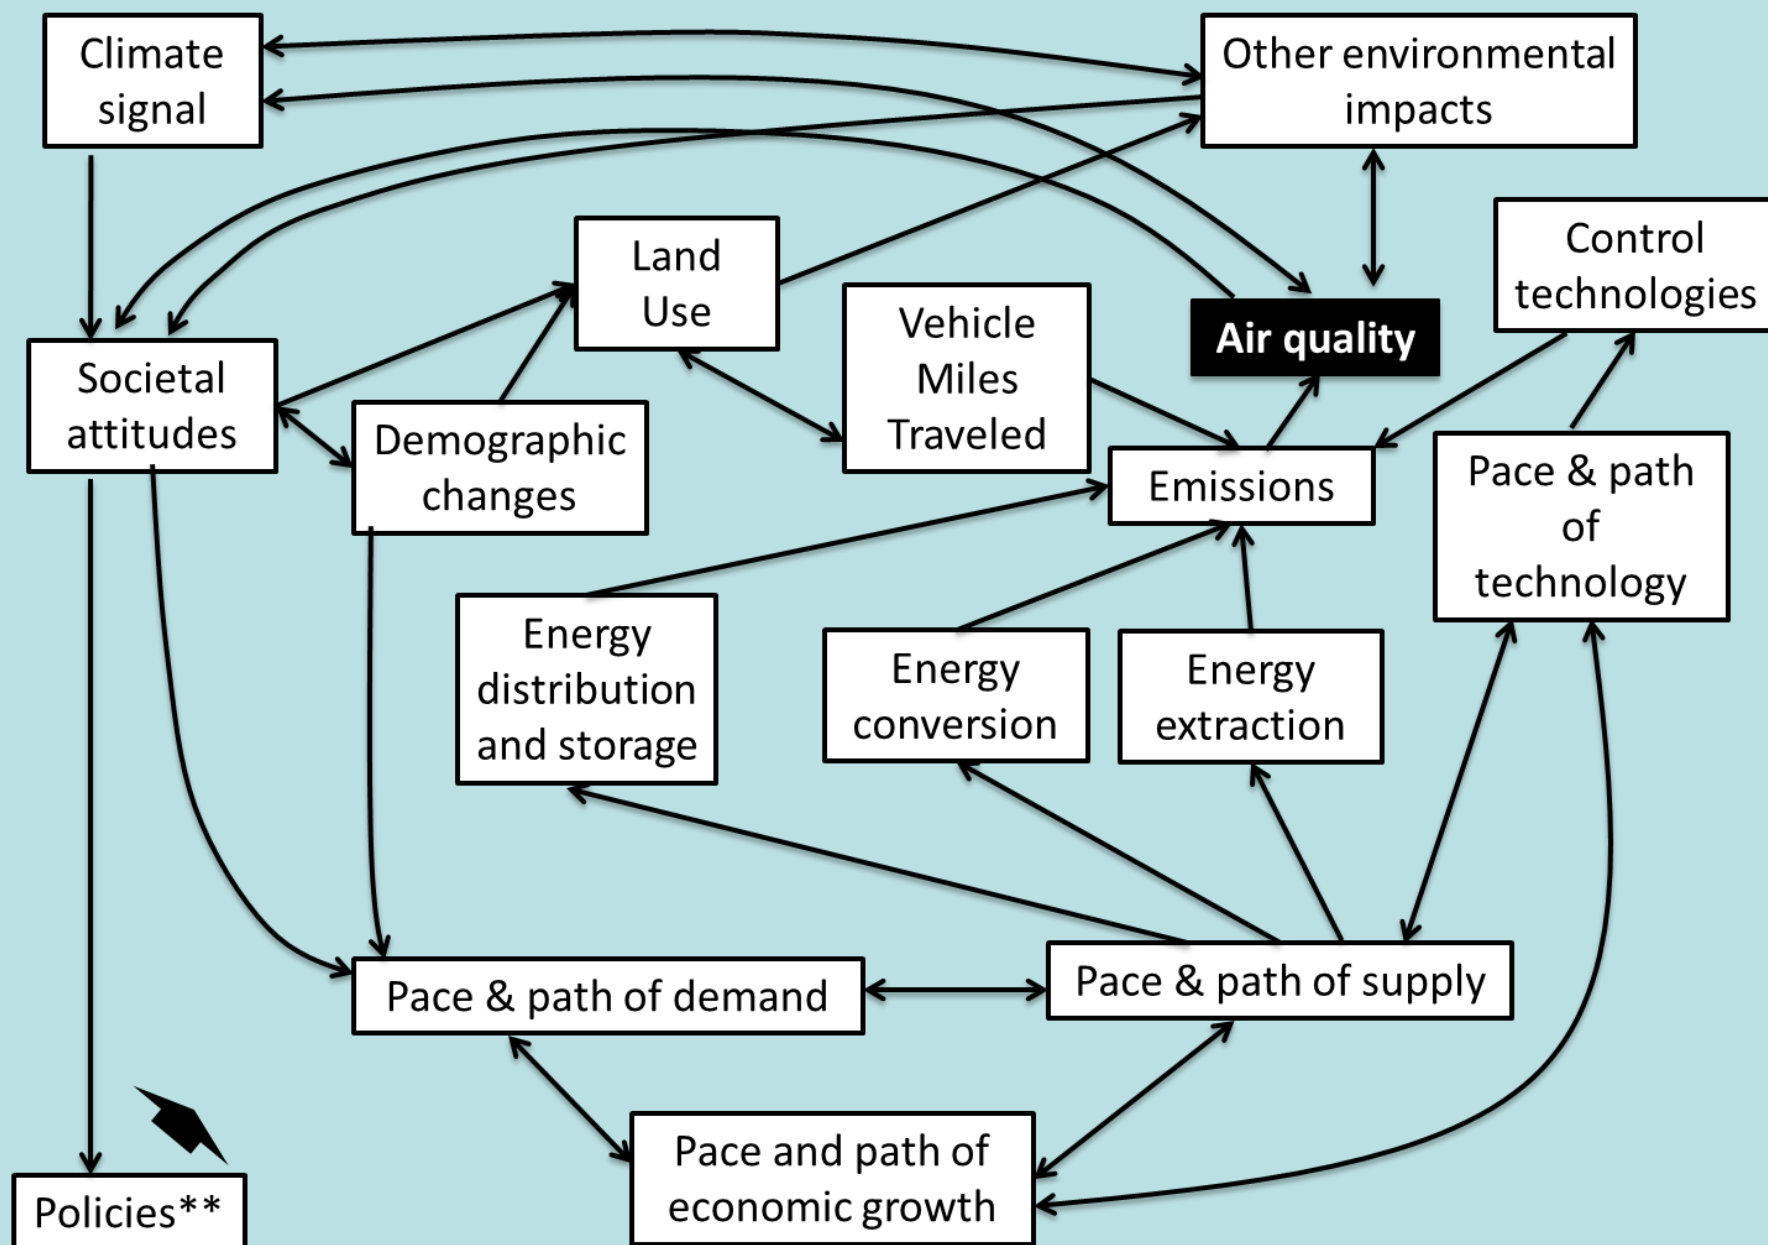 Climate
signal
Other environmental
impacts
Control
technologies
Land
Use
Vehicle
Miles
Traveled
Air quality
Societal
attitudes
Demographic
changes
Emissions
Pace & path
of
technology
Energy
distribution
and storage
Energy
conversion
Energy
extraction
Pace & path of demand
Pace & path of supply
Pace and path of
economic growth
Policies**